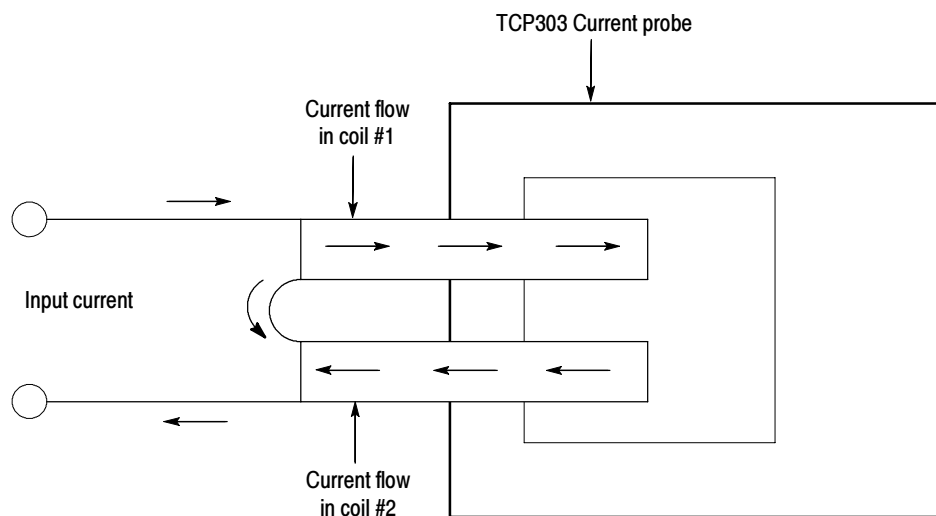 TCP303 Current probe
Current flow
in coil #1
Input current
Current flow
in coil #2